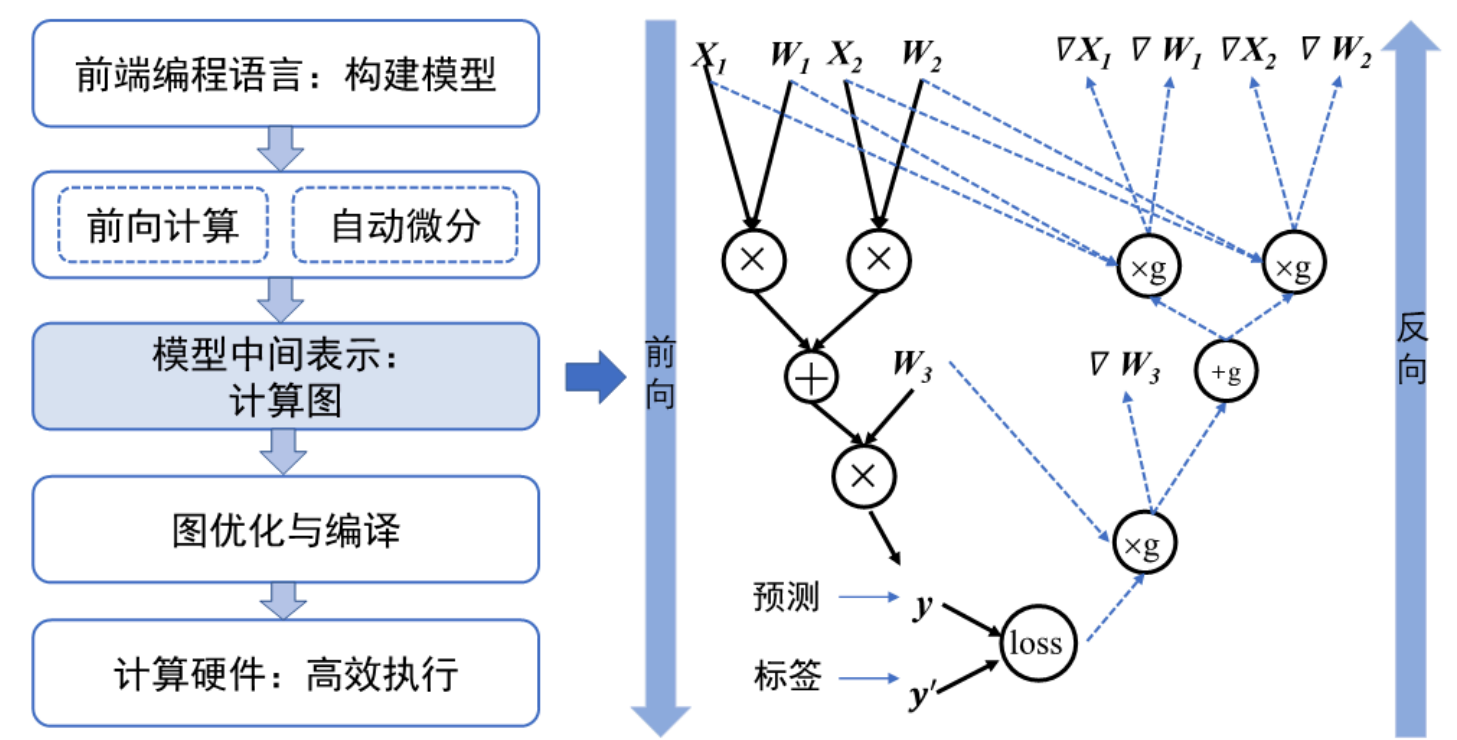 前端编程语言：构建模型
前向计算
自动微分
模型中间表示：
计算图
图优化与编译
计算硬件：高效执行
前向
X₁ W₁ X₂ W₂
×
×
+
W₃
×
预测
y
标签
y′
loss
∇X₁ ∇ W₁ ∇X₂ ∇ W₂
×g
×g
∇ W₃
+g
×g
反向